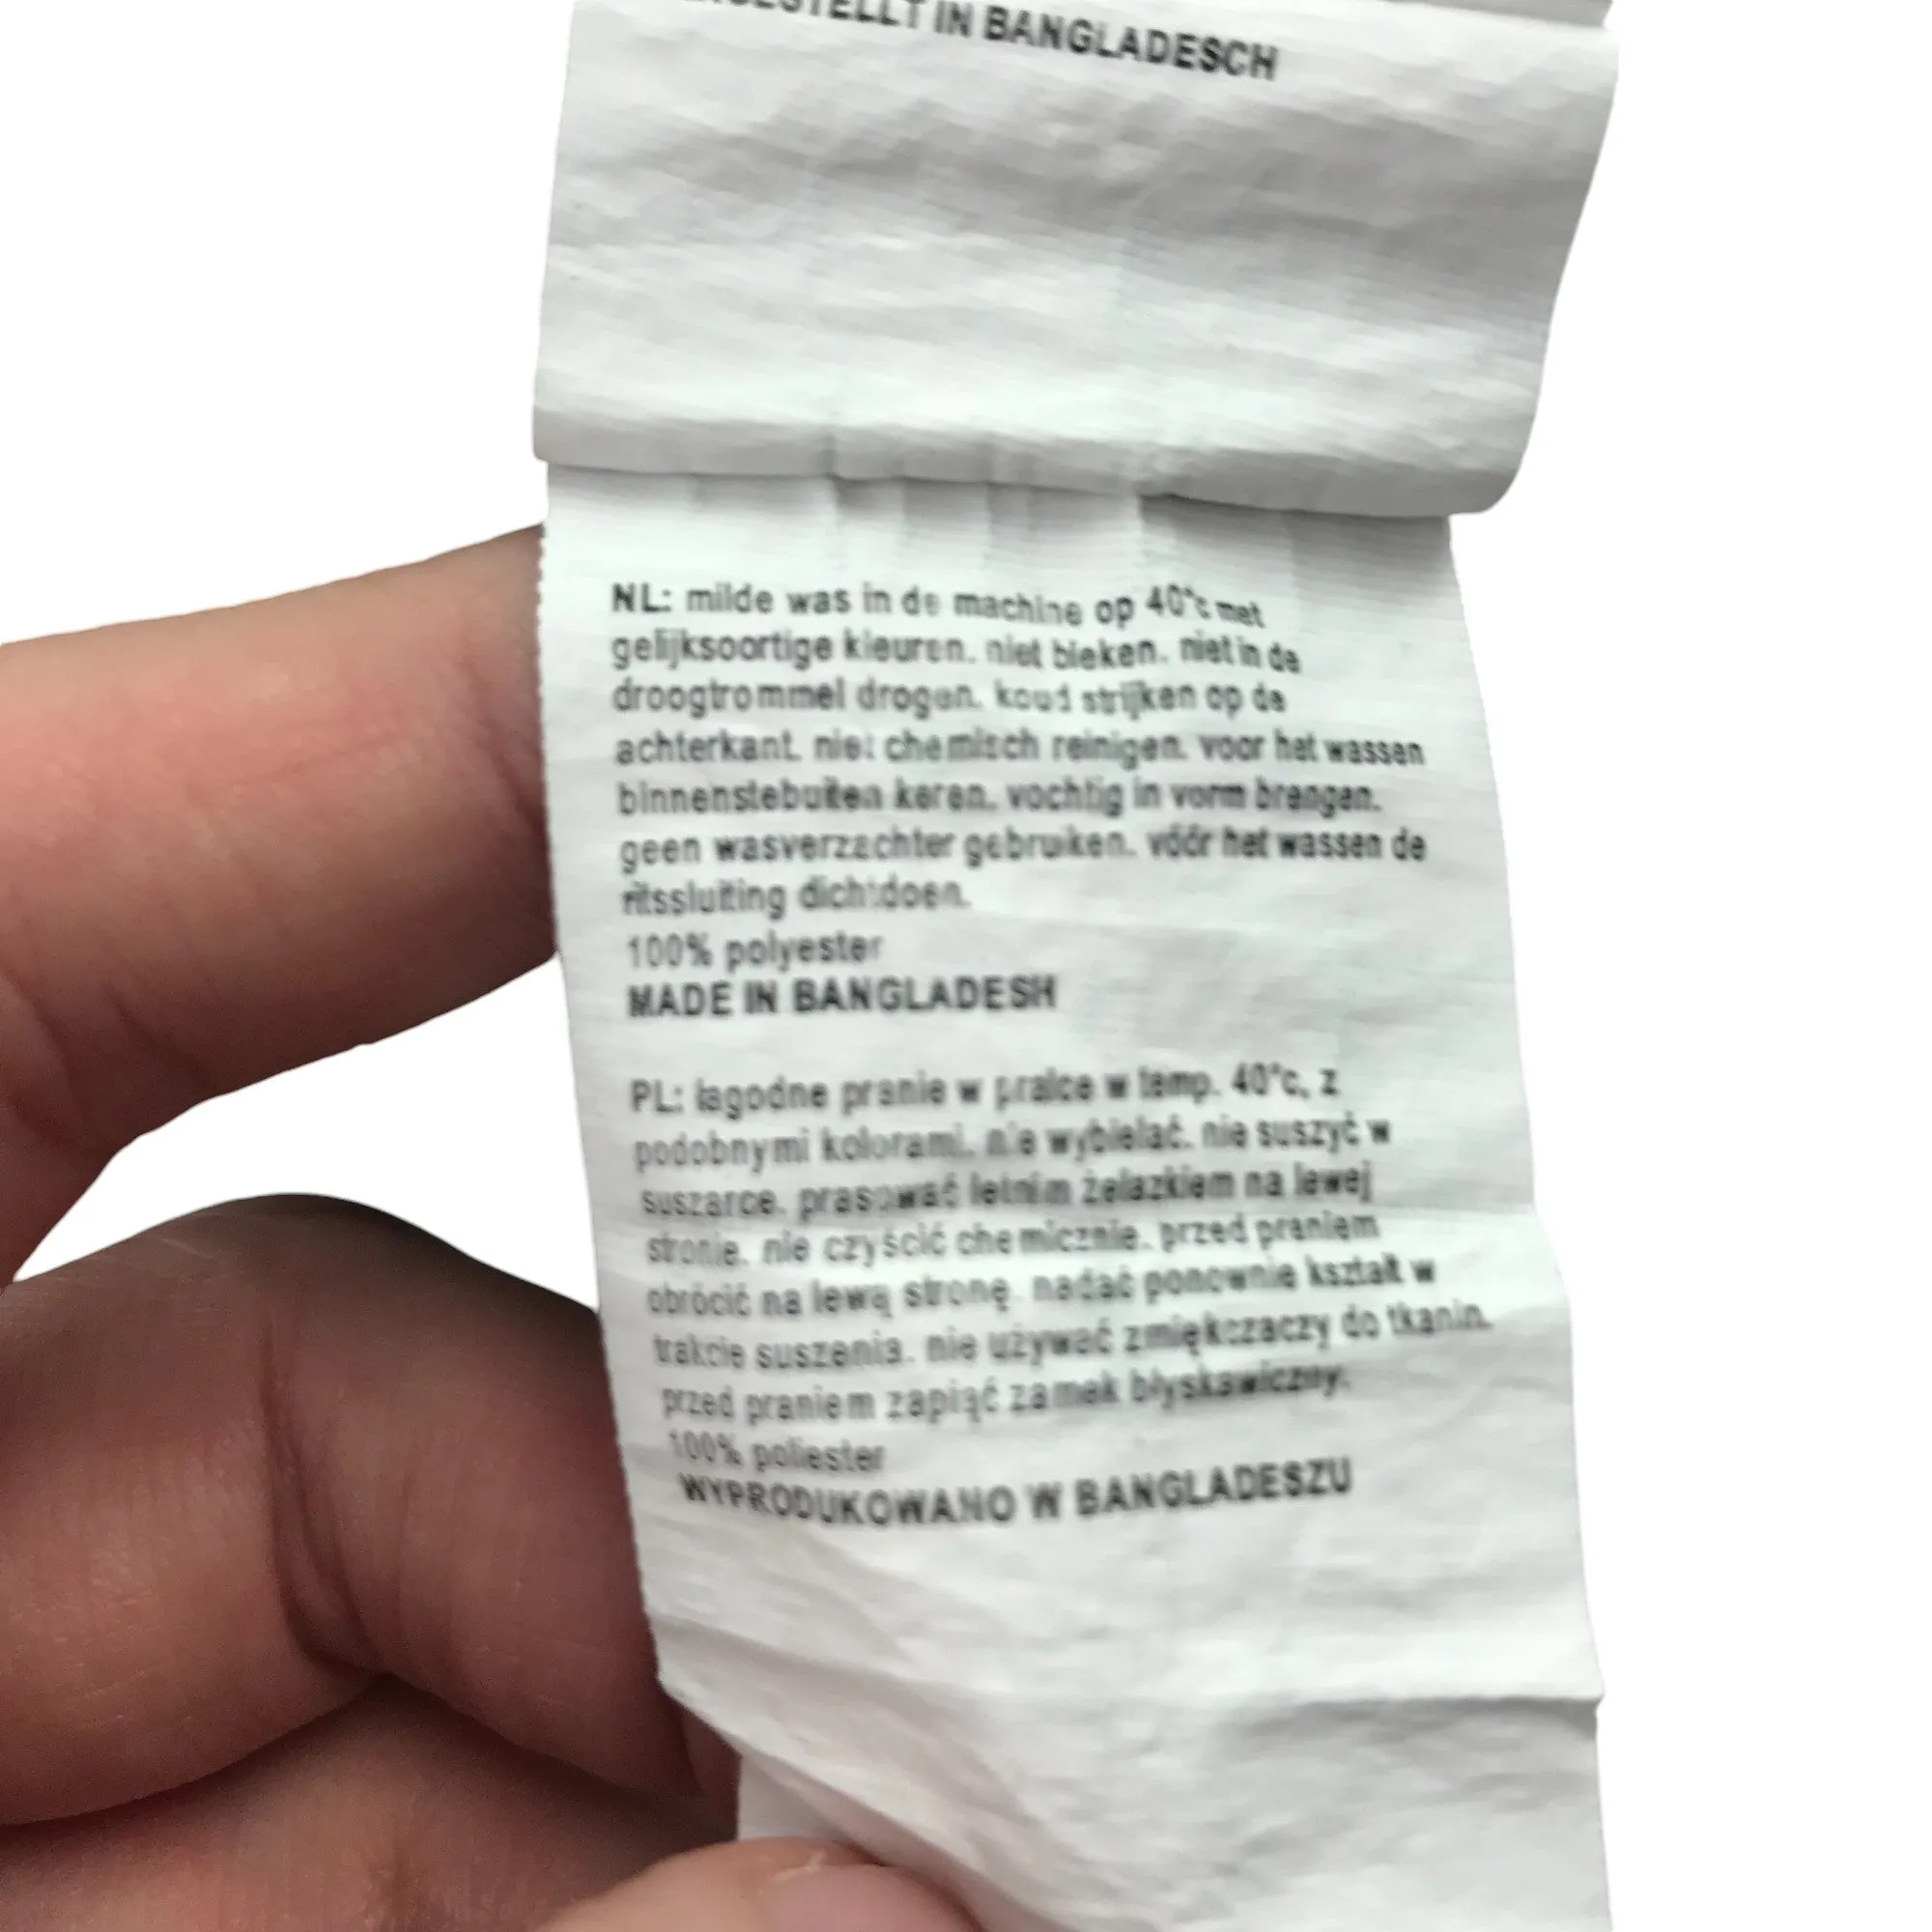 GESTELLT IN BANGLADESCH
NL: milde was in de machine op 40°c met
gelijksoortige kleuren. niet bleken. niet in de
droogtrommel drogen. koud strijken op de
achterkant. niet chemisch reinigen. voor het wassen
binnenstebuiten keren. vochtig in vorm brengen.
geen wasverzachter gebruiken. vóór het wassen de
ritssluiting dichtdoen.
100% polyester
MADE IN BANGLADESH
PL: łagodne pranie w pralce w temp. 40°c, z
podobnymi kolorami. nie wybielać. nie suszyć w
suszarce. prasować letnim żelazkiem na lewej
stronie. nie czyścić chemicznie. przed praniem
obrócić na lewą stronę. nadać ponownie kształt w
trakcie suszenia. nie używać zmiękczaczy do tkanin.
przed praniem zapiąć zamek błyskawiczny.
100% poliester
WYPRODUKOWANO W BANGLADESZU